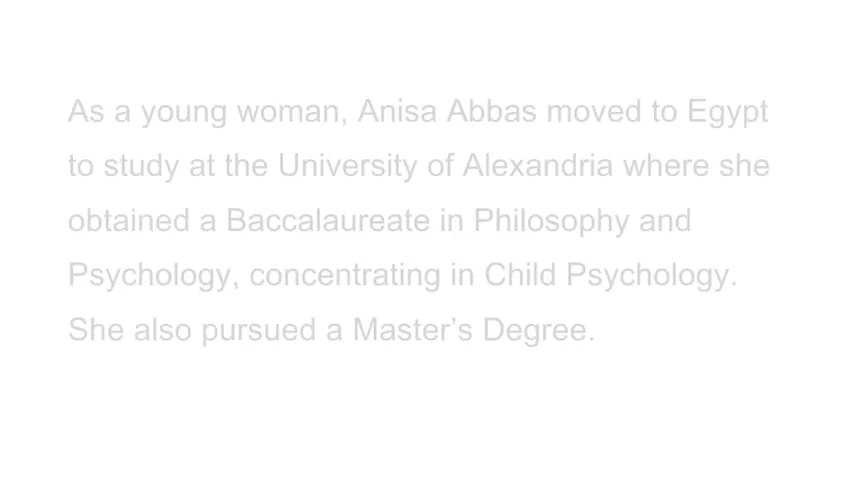 As a young woman, Anisa Abbas moved to Egypt
to study at the University of Alexandria where she
obtained a Baccalaureate in Philosophy and
Psychology, concentrating in Child Psychology.
She also pursued a Master’s Degree.